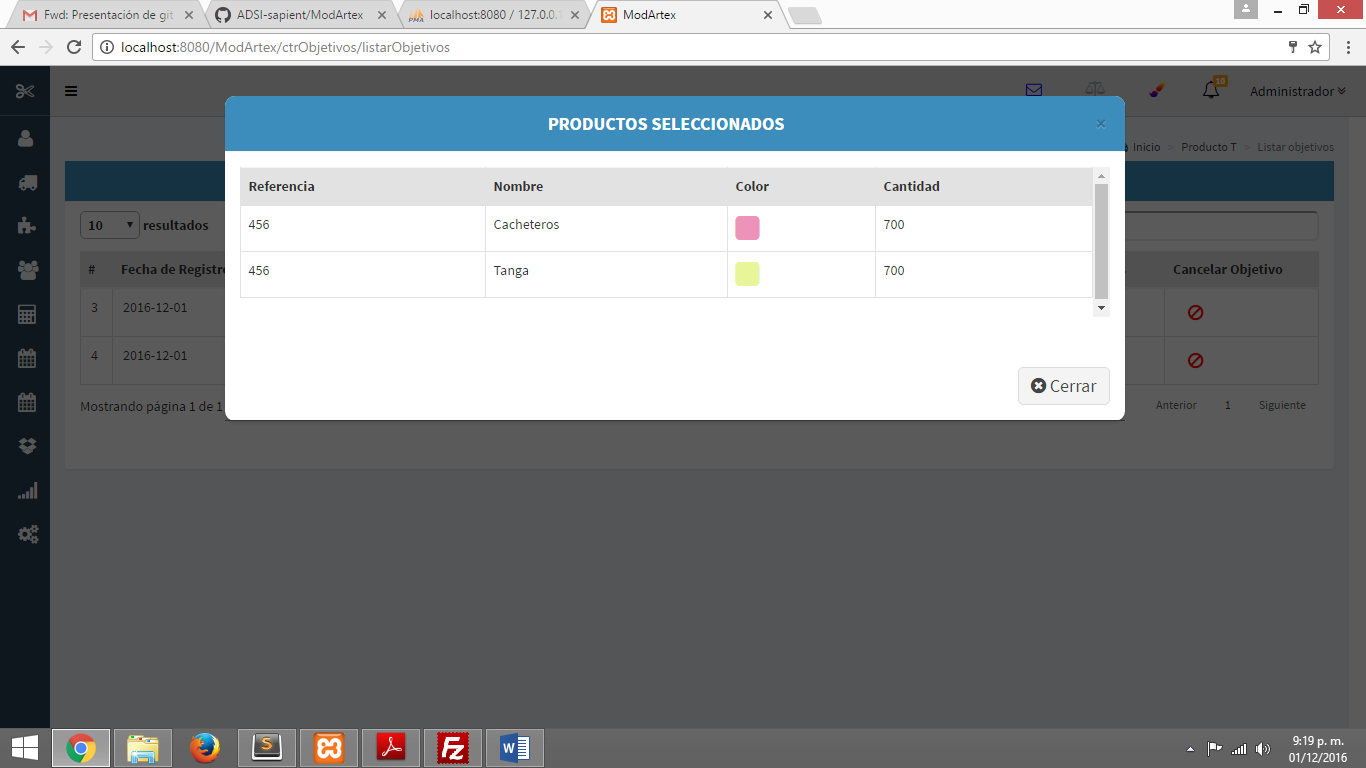 Fwd: Presentación de git
ADSI-sapient/ModArtex
localhost:8080 / 127.0.0.
ModArtex
localhost:8080/ModArtex/ctrObjetivos/listarObjetivos
10
Administrador
PRODUCTOS SELECCIONADOS
×
Inicio > Producto T > Listar objetivos
Referencia Nombre Color Cantidad
456 Cacheteros 700
456 Tanga 700
10 resultados
# Fecha de Registro Cancelar Objetivo
3 2016-12-01
4 2016-12-01
Cerrar
Mostrando página 1 de 1
Anterior 1 Siguiente
9:19 p. m.
01/12/2016